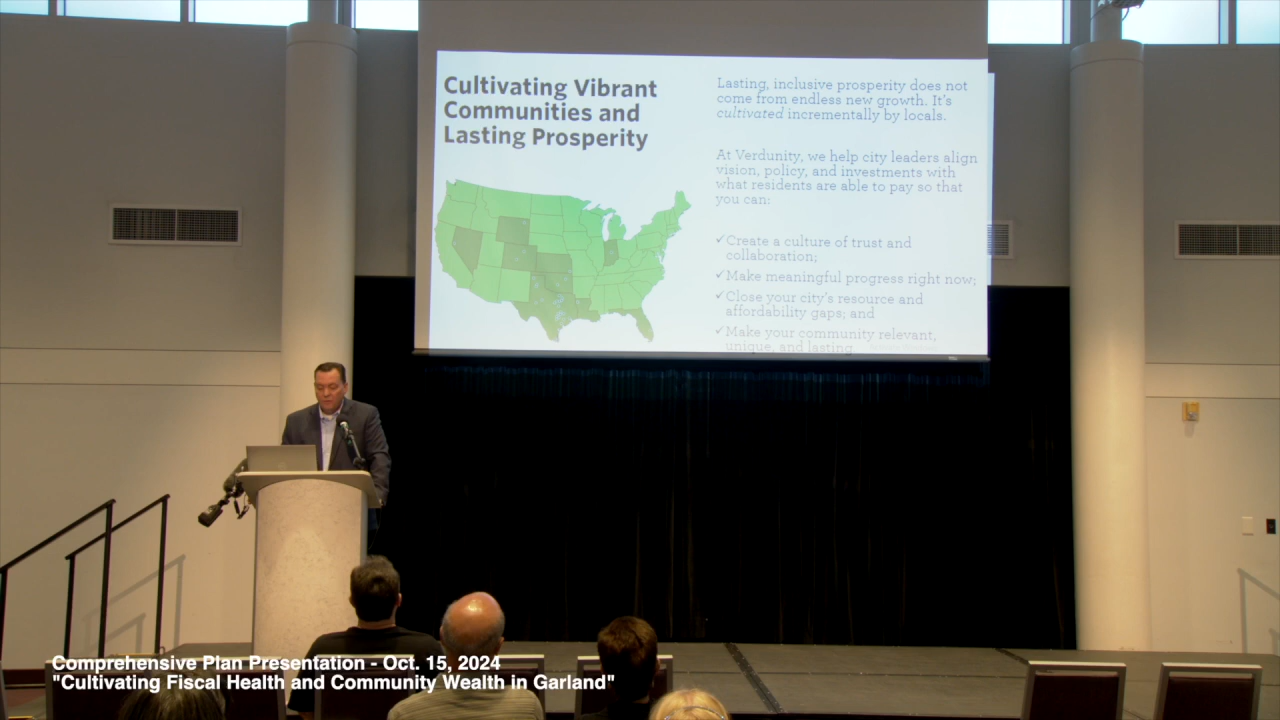 Cultivating Vibrant
Communities and
Lasting Prosperity
Lasting, inclusive prosperity does not
come from endless new growth. It's
cultivated incrementally by locals.
At Verdunity, we help city leaders align
vision, policy, and investments with
what residents are able to pay so that
you can:
✓Create a culture of trust and
collaboration;
✓Make meaningful progress right now;
✓Close your city's resource and
affordability gaps; and
✓Make your community relevant,
unique, and lasting
Comprehensive Plan Presentation - Oct. 15, 2024
"Cultivating Fiscal Health and Community Wealth in Garland"